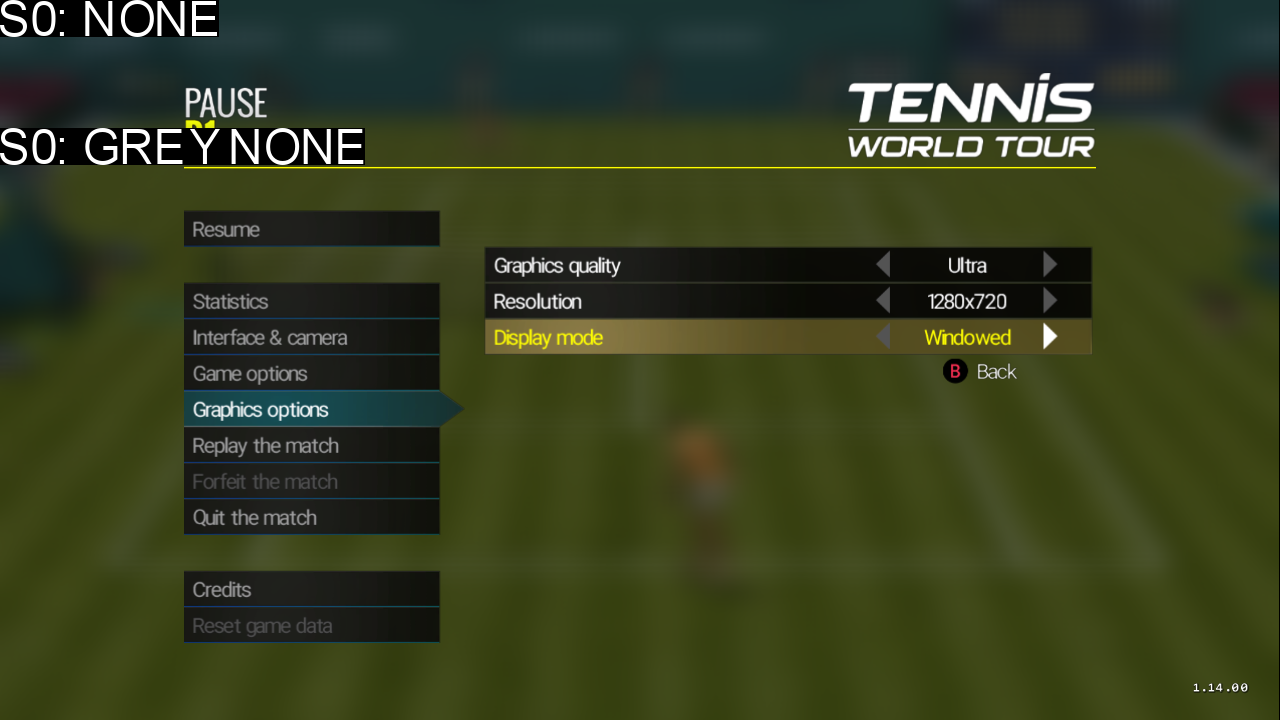 S0: NONE
PAUSE
TENNIS
WORLD TOUR
S0: GREY NONE
Resume
Graphics quality
Ultra
Resolution
1280x720
Display mode
Windowed
B Back
Statistics
Interface & camera
Game options
Graphics options
Replay the match
Forfeit the match
Quit the match
Credits
Reset game data
1.14.00